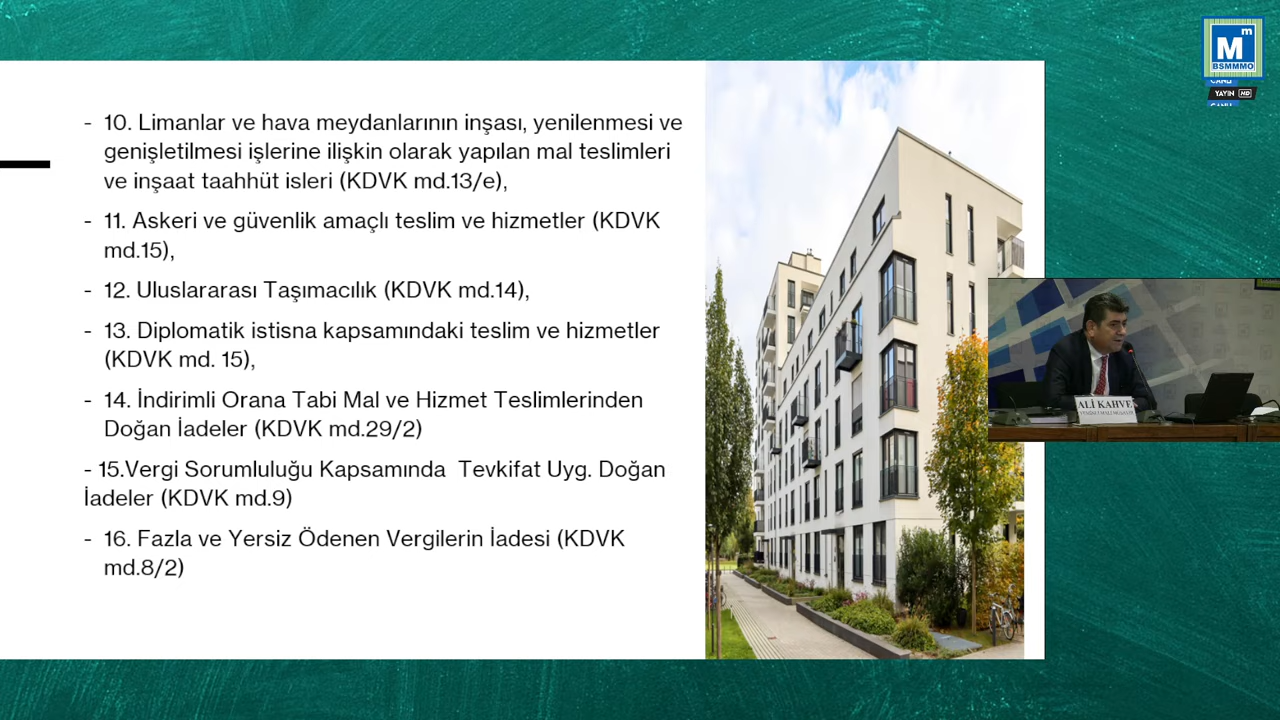 - 10. Limanlar ve hava meydanlarının inşası, yenilenmesi ve
genişletilmesi işlerine ilişkin olarak yapılan mal teslimleri
ve inşaat taahhüt isleri (KDVK md.13/e),
- 11. Askeri ve güvenlik amaçlı teslim ve hizmetler (KDVK
md.15),
- 12. Uluslararası Taşımacılık (KDVK md.14),
- 13. Diplomatik istisna kapsamındaki teslim ve hizmetler
(KDVK md. 15),
- 14. İndirimli Orana Tabi Mal ve Hizmet Teslimlerinden
Doğan İadeler (KDVK md.29/2)
- 15.Vergi Sorumluluğu Kapsamında  Tevkifat Uyg. Doğan
İadeler (KDVK md.9)
- 16. Fazla ve Yersiz Ödenen Vergilerin İadesi (KDVK
md.8/2)
Mm
BSMMMO
YAYIN HD
ALİ KAHVE